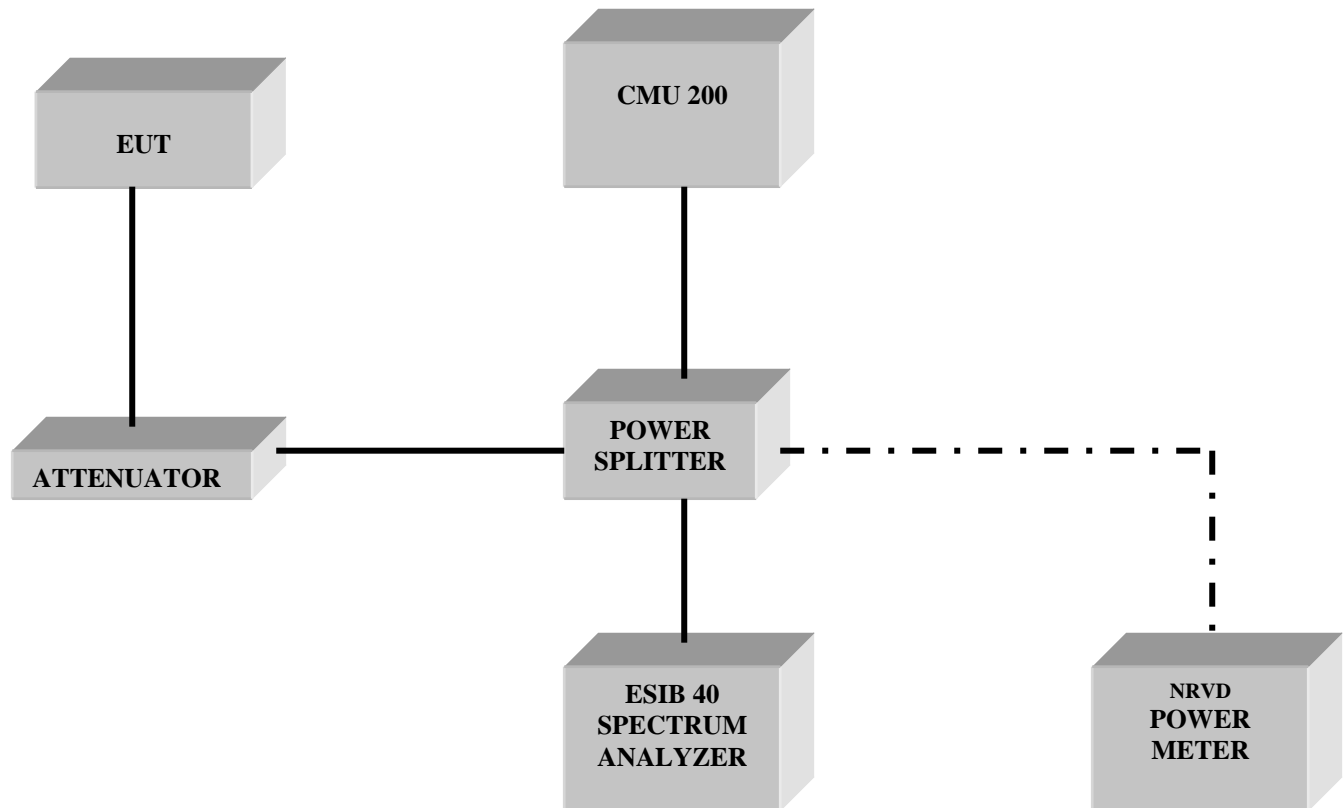 CMU 200
EUT
POWER
SPLITTER
ATTENUATOR
ESIB 40
SPECTRUM
ANALYZER
NRVD
POWER
METER